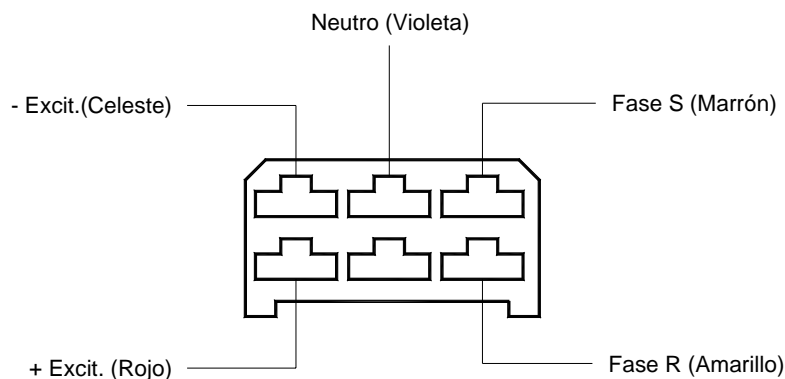 Neutro (Violeta)
- Excit.(Celeste)
Fase S (Marrón)
+ Excit. (Rojo)
Fase R (Amarillo)